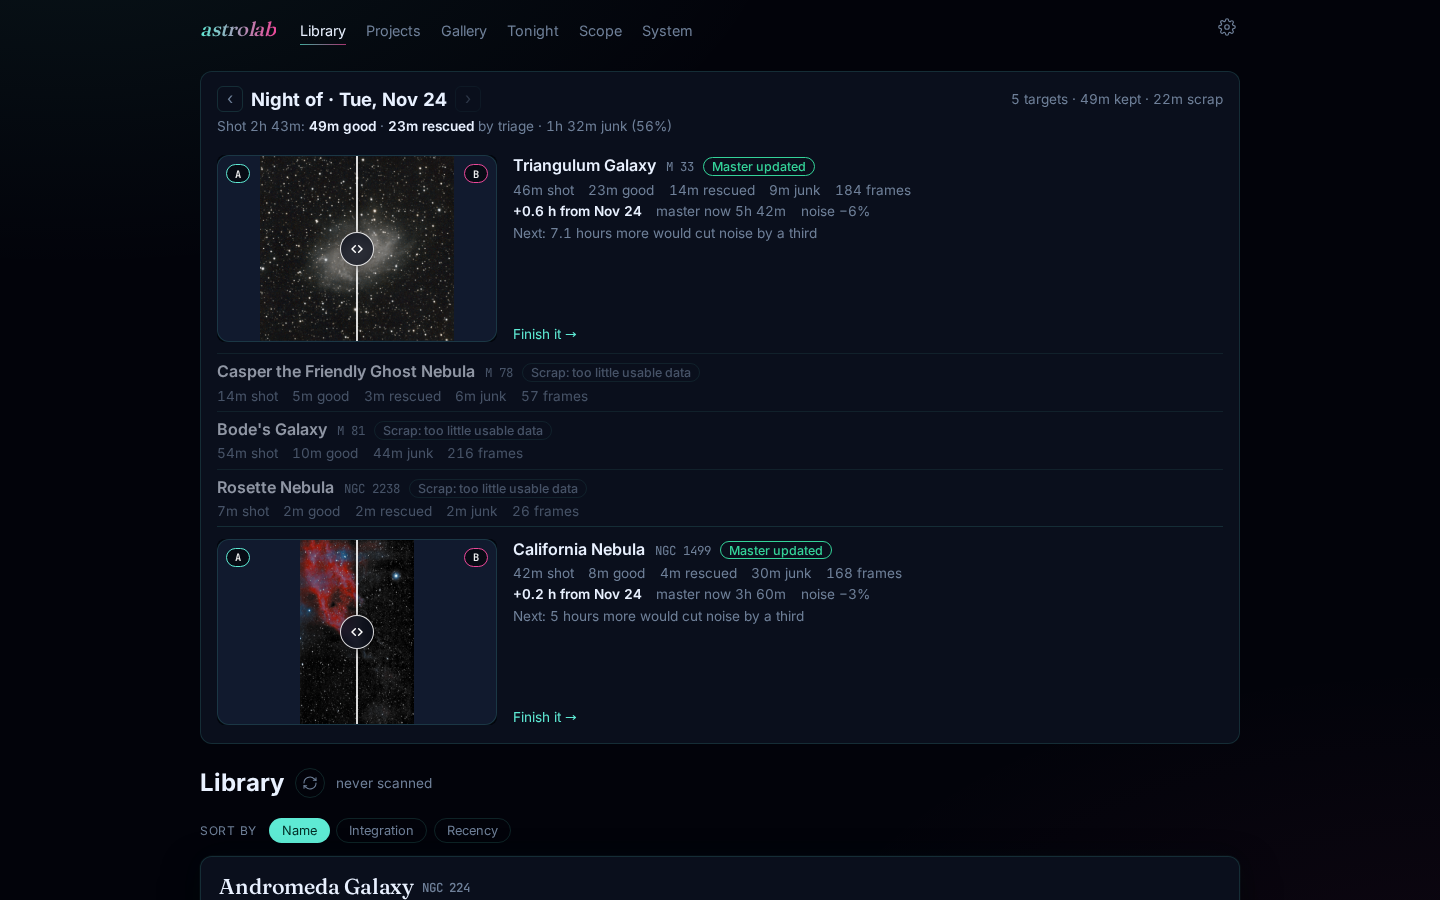 astrolab Library Projects Gallery Tonight Scope System
‹ Night of · Tue, Nov 24 › 5 targets · 49m kept · 22m scrap
Shot 2h 43m: 49m good · 23m rescued by triage · 1h 32m junk (56%)
A B
Triangulum Galaxy M 33 Master updated
46m shot 23m good 14m rescued 9m junk 184 frames
+0.6 h from Nov 24 master now 5h 42m noise −6%
Next: 7.1 hours more would cut noise by a third
Finish it →
Casper the Friendly Ghost Nebula M 78 Scrap: too little usable data
14m shot 5m good 3m rescued 6m junk 57 frames
Bode's Galaxy M 81 Scrap: too little usable data
54m shot 10m good 44m junk 216 frames
Rosette Nebula NGC 2238 Scrap: too little usable data
7m shot 2m good 2m rescued 2m junk 26 frames
A B
California Nebula NGC 1499 Master updated
42m shot 8m good 4m rescued 30m junk 168 frames
+0.2 h from Nov 24 master now 3h 60m noise −3%
Next: 5 hours more would cut noise by a third
Finish it →
Library never scanned
SORT BY Name Integration Recency
Andromeda Galaxy NGC 224